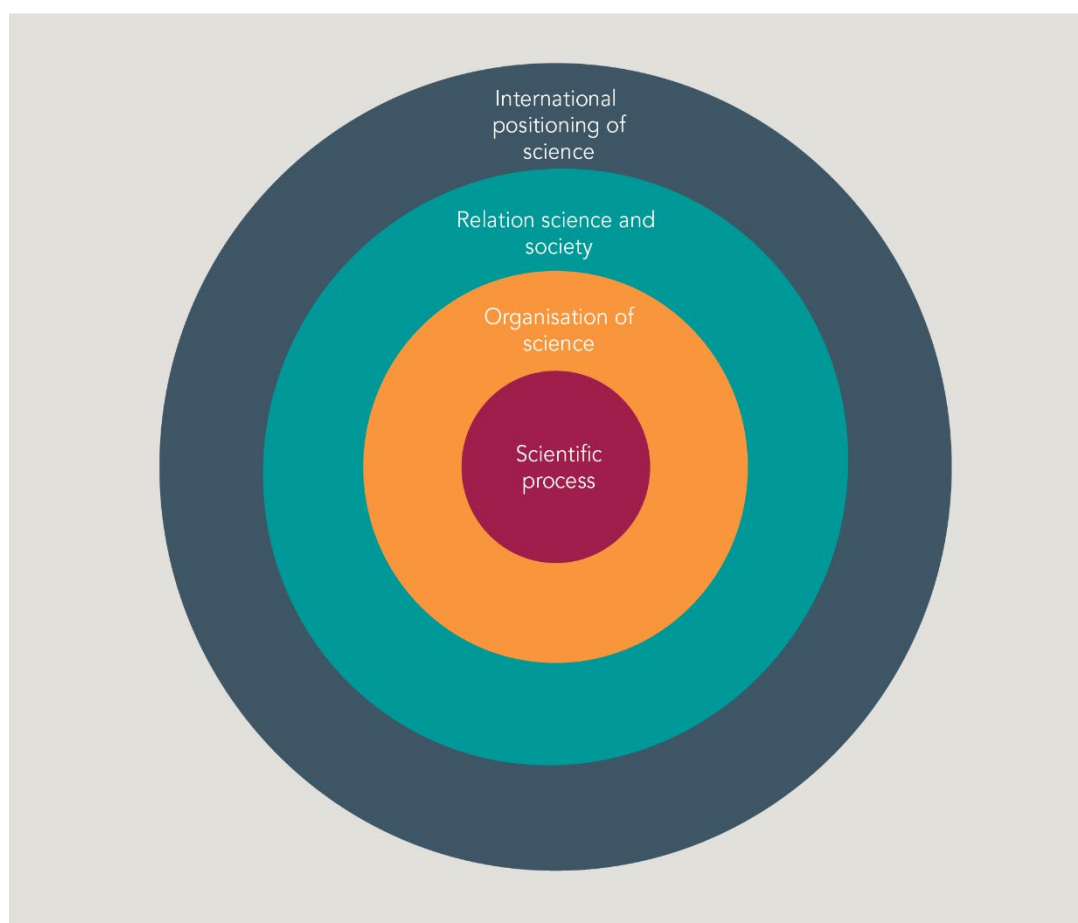 International
positioning of
science
Relation science and
society
Organisation of
science
Scientific
process